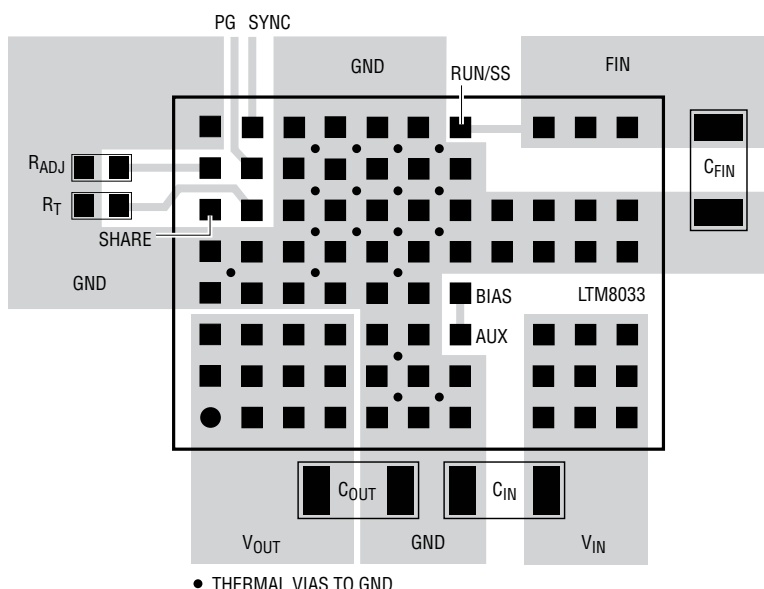 PG SYNC
GND
RUN/SS
FIN
RADJ
CFIN
RT
SHARE
GND
BIAS
LTM8033
AUX
COUT
CIN
VOUT
GND
VIN
● THERMAL VIAS TO GND